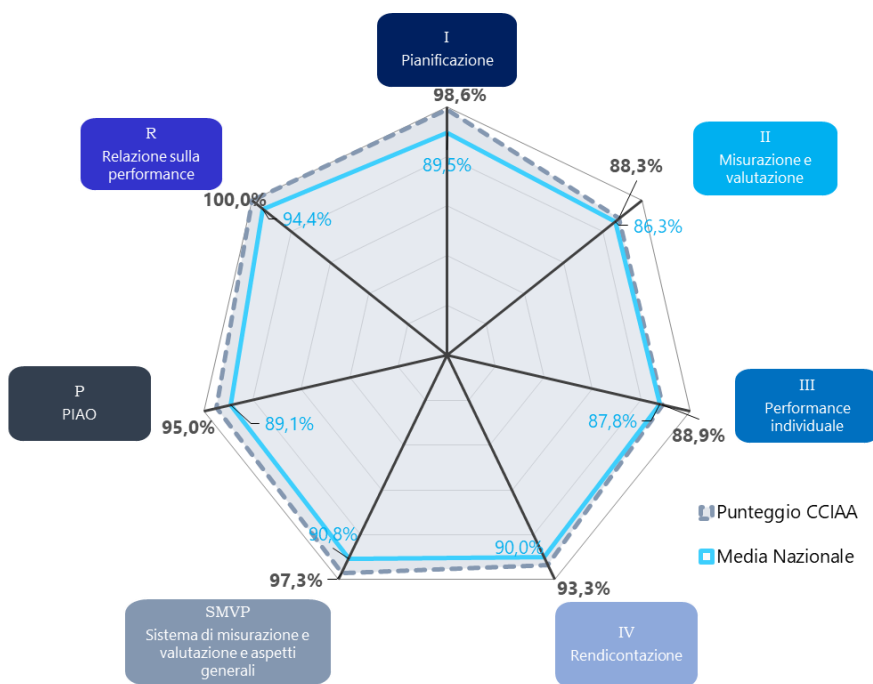 I
Pianificazione
98,6%
89,5%
II
Misurazione e
valutazione
88,3%
86,3%
III
Performance
individuale
87,8%
88,9%
IV
Rendicontazione
90,0%
93,3%
SMVP
Sistema di misurazione e
valutazione e aspetti
generali
90,8%
97,3%
P
PIAO
95,0%
89,1%
R
Relazione sulla
performance
100,0%
94,4%
Punteggio CCIAA
Media Nazionale